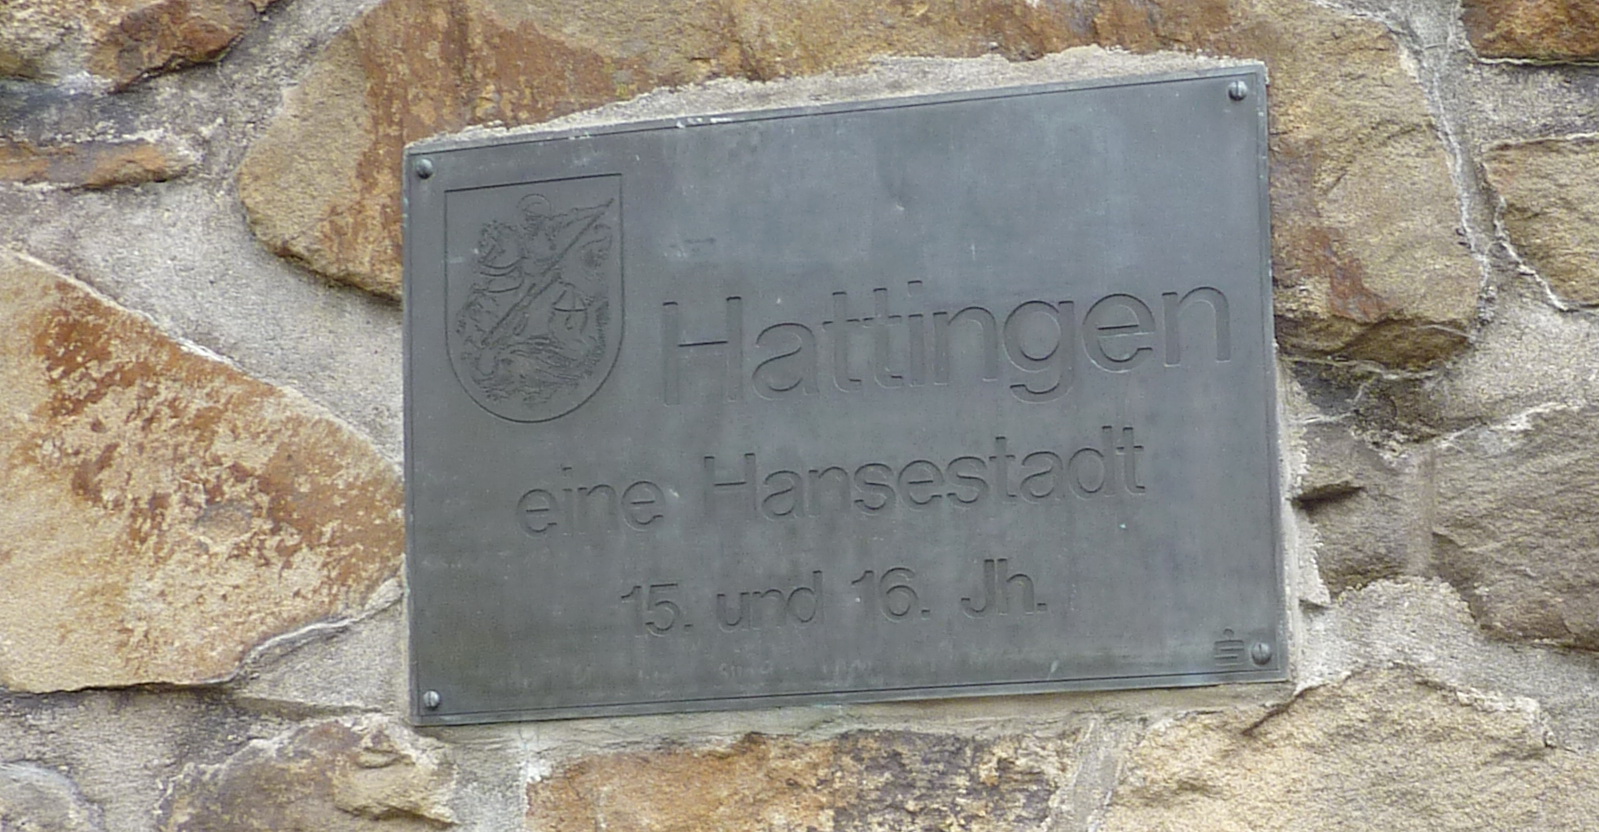 Hattingen
eine Hansestadt
15. und 16. Jh.